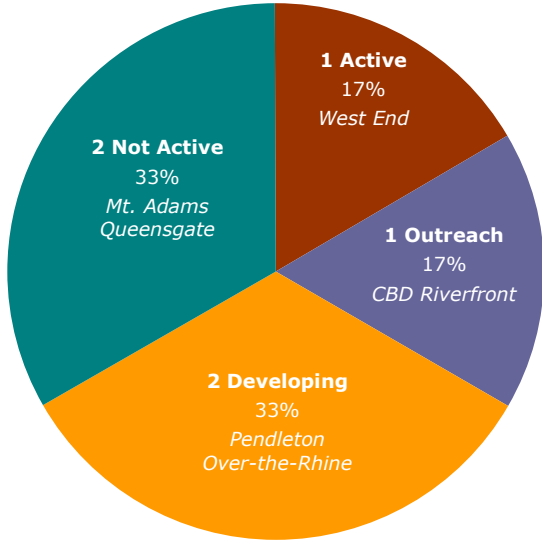 1 Active
17%
West End
2 Not Active
33%
Mt. Adams
Queensgate
1 Outreach
17%
CBD Riverfront
2 Developing
33%
Pendleton
Over-the-Rhine